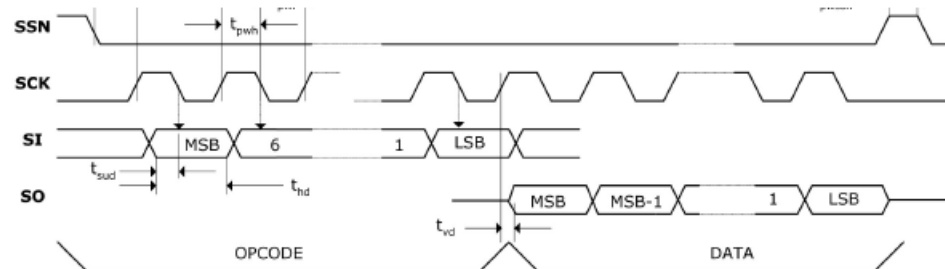 SSN
t_pwh
SCK
SI MSB 6 1 LSB
t_sud t_hd
SO MSB MSB-1 1 LSB
t_vd
OPCODE DATA